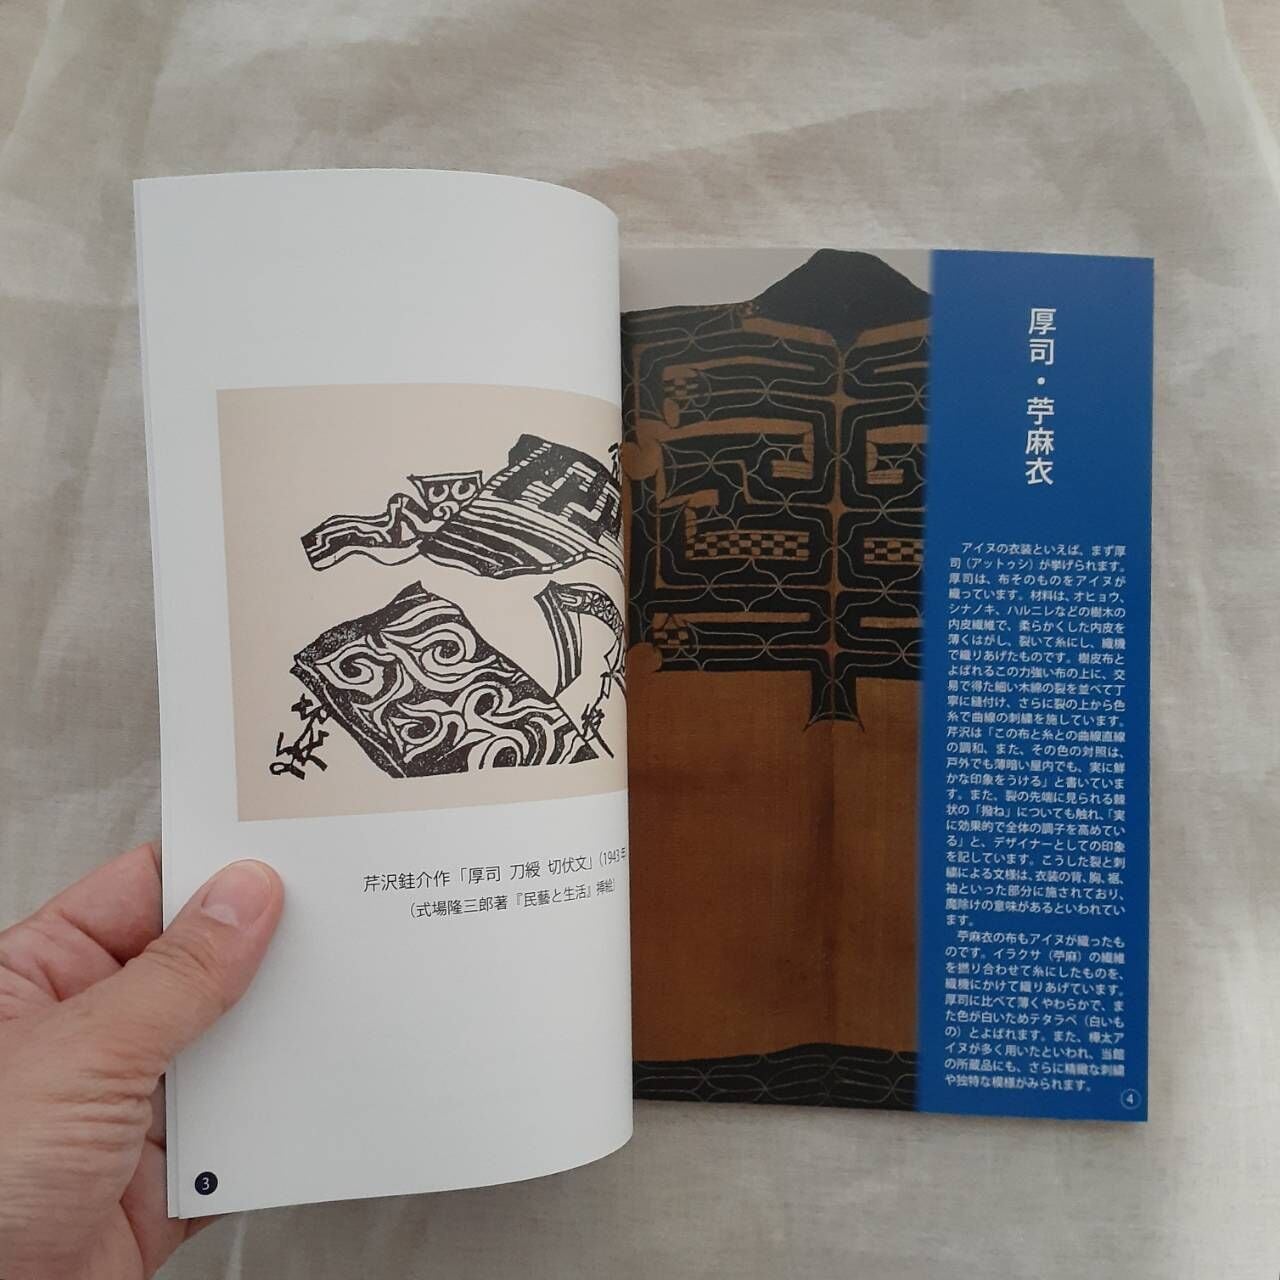 芹沢銈介作「厚司 刀綬 切伏文」（1943年
（式場隆三郎著『民藝と生活』挿絵）
3
厚司・苧麻衣
アイヌの衣装といえば、まず厚
司（アットゥシ）が挙げられます。
厚司は、布そのものをアイヌが
織っています。材料は、オヒョウ、
シナノキ、ハルニレなどの樹木の
内皮繊維で、柔らかくした内皮を
薄くはがし、裂いて糸にし、織機
で織りあげたものです。樹皮布と
よばれるこの力強い布の上に、交
易で得た細い木綿の裂を並べて丁
寧に縫付け、さらに裂の上から色
糸で曲線の刺繍を施しています。
芹沢は「この布と糸との曲線直線
の調和、また、その色の対照は、
戸外でも薄暗い屋内でも、実に鮮
かな印象をうける」と書いていま
す。また、裂の先端に見られる棘
状の「撥ね」についても触れ、「実
に効果的で全体の調子を高めてい
る」と、デザイナーとしての印象
を記しています。こうした裂と刺
繍による文様は、衣装の背、胸、裾、
袖といった部分に施されており、
魔除けの意味があるといわれてい
ます。
苧麻衣の布もアイヌが織ったも
のです。イラクサ（苧麻）の繊維
を撚り合わせて糸にしたものを、
織機にかけて織りあげています。
厚司に比べて薄くやわらかで、ま
た色が白いためテタラペ（白いも
の）とよばれます。また、樺太ア
イヌが多く用いたといわれ、当館
の所蔵品にも、さらに精緻な刺繍
や独特な模様がみられます。
4